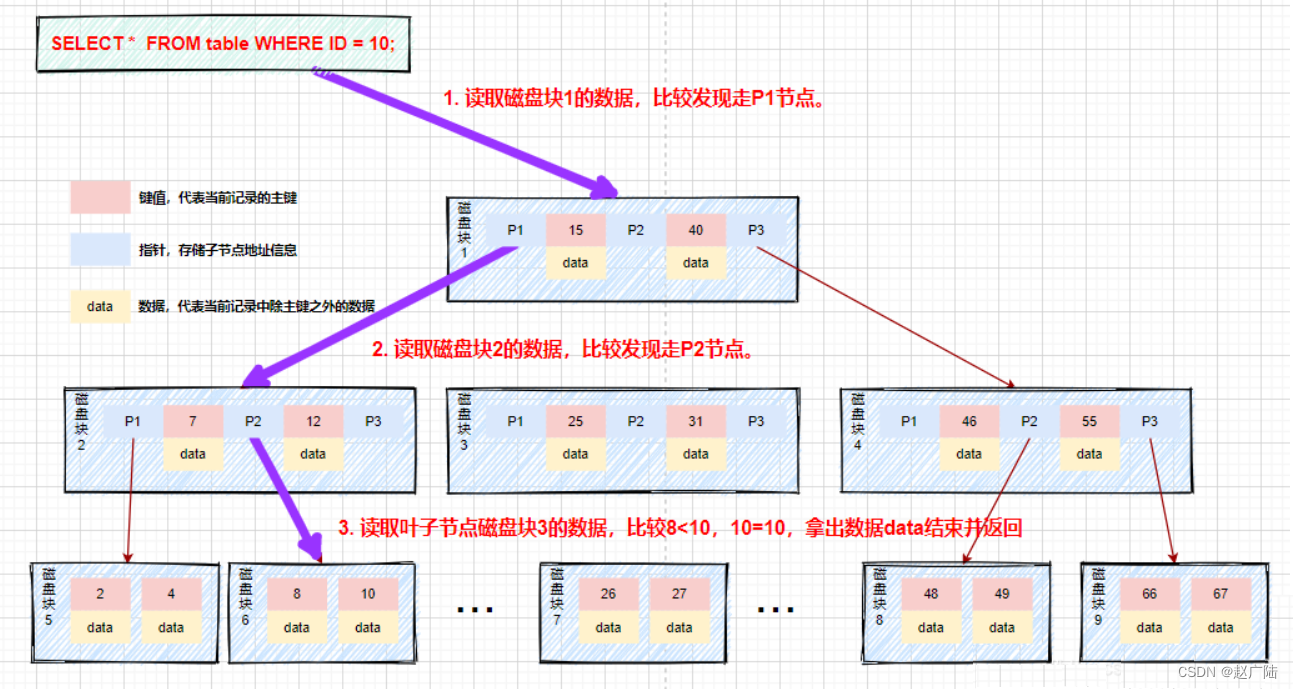 SELECT * FROM table WHERE ID = 10;
1. 读取磁盘块1的数据，比较发现走P1节点。
键值，代表当前记录的主键
指针，存储子节点地址信息
data 数据，代表当前记录中除主键之外的数据
磁盘块1
P1 15 P2 40 P3
data data
2. 读取磁盘块2的数据，比较发现走P2节点。
磁盘块2
P1 7 P2 12 P3
data data
磁盘块3
P1 25 P2 31 P3
data data
磁盘块4
P1 46 P2 55 P3
data data
3. 读取叶子节点磁盘块3的数据，比较8<10，10=10，拿出数据data结束并返回
磁盘块5
2 4
data data
磁盘块6
8 10
data data
...
磁盘块7
26 27
data data
...
磁盘块8
48 49
data data
磁盘块9
66 67
data data
CSDN @赵广陆